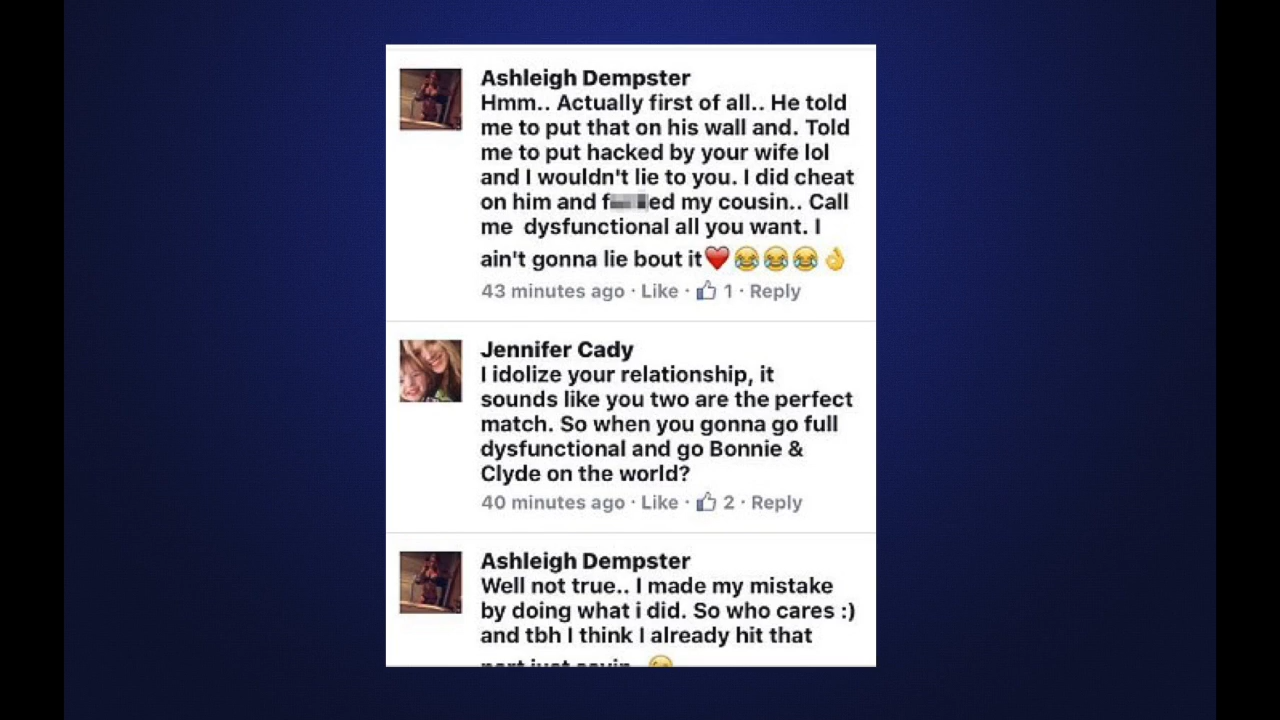 Ashleigh Dempster
Hmm.. Actually first of all.. He told
me to put that on his wall and. Told
me to put hacked by your wife lol
and I wouldn't lie to you. I did cheat
on him and f ed my cousin.. Call
me dysfunctional all you want. I
ain't gonna lie bout it❤️😂😂😂👌
43 minutes ago · Like · 1 · Reply
Jennifer Cady
I idolize your relationship, it
sounds like you two are the perfect
match. So when you gonna go full
dysfunctional and go Bonnie &
Clyde on the world?
40 minutes ago · Like · 2 · Reply
Ashleigh Dempster
Well not true.. I made my mistake
by doing what i did. So who cares :)
and tbh I think I already hit that